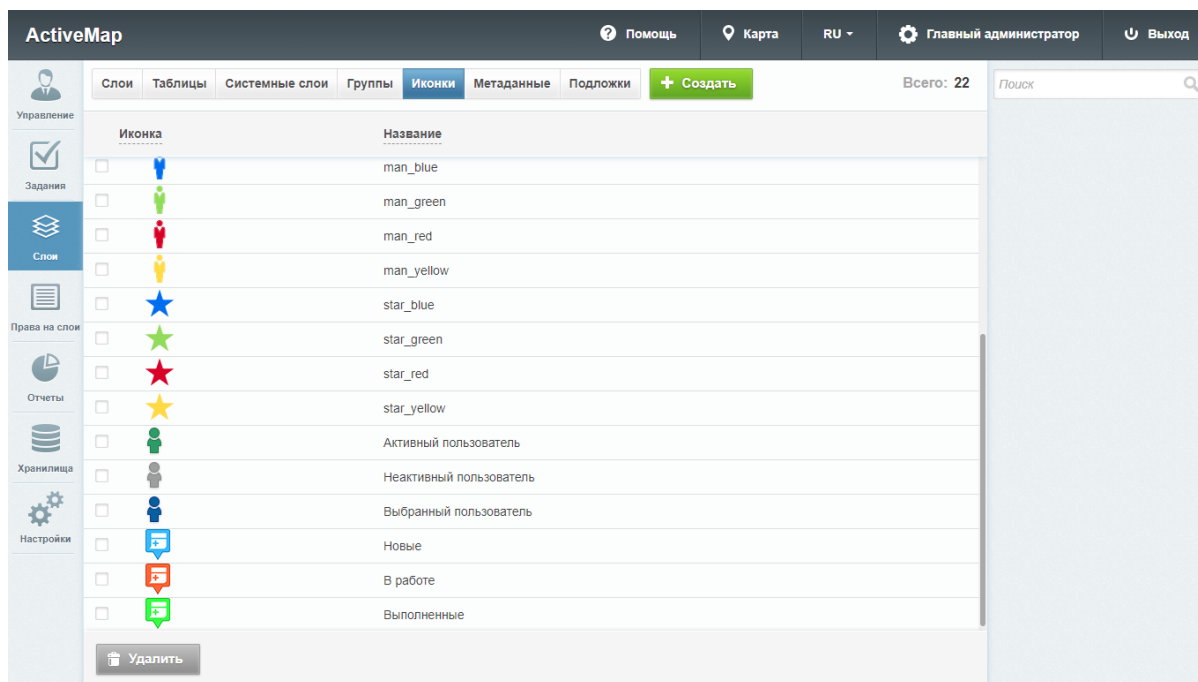 ActiveMap
Помощь
Карта
RU
Главный администратор
Выход
Управление
Задания
Слои
Права на слои
Отчеты
Хранилища
Настройки
Слои Таблицы Системные слои Группы Иконки Метаданные Подложки Создать Всего: 22
Поиск
Иконка Название
man_blue
man_green
man_red
man_yellow
star_blue
star_green
star_red
star_yellow
Активный пользователь
Неактивный пользователь
Выбранный пользователь
Новые
В работе
Выполненные
Удалить